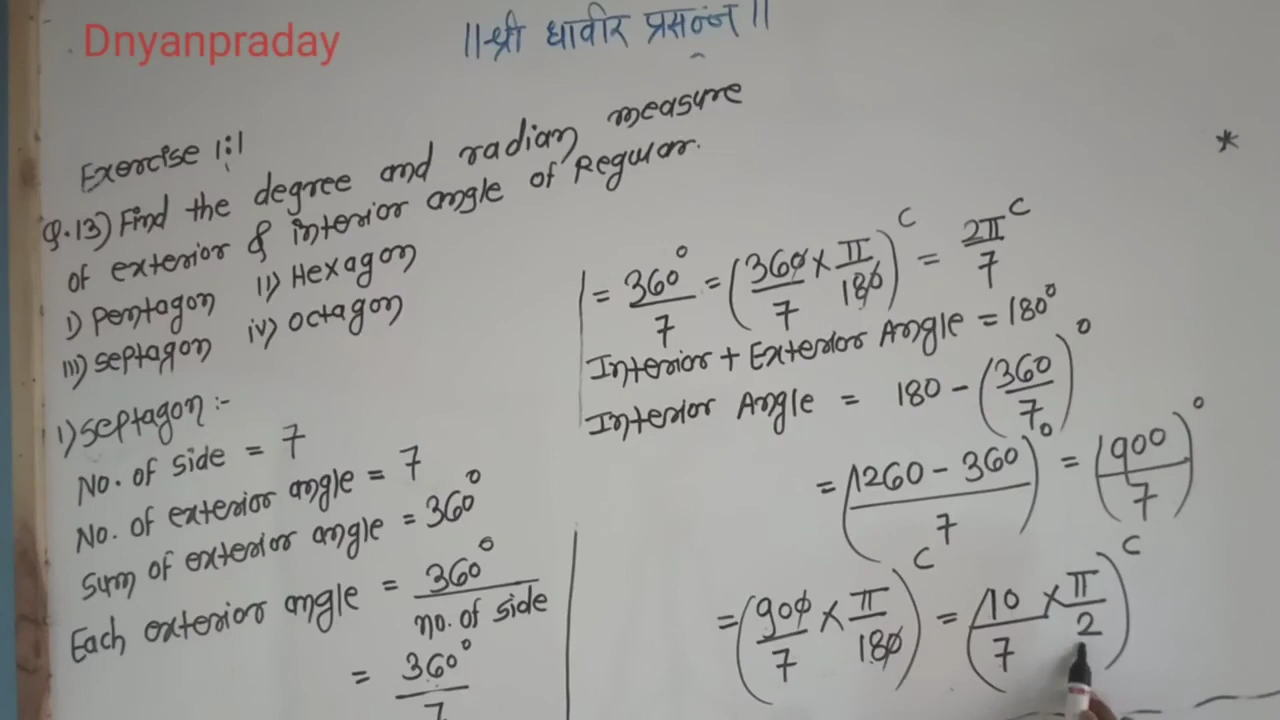 Dnyanpraday
॥ श्री धावीर प्रसन्न ॥
Exercise 1:1
Q.13) Find the degree and radian measure
of exterior & interior angle of Regular.
i) Pentagon ii) Hexagon
iii) septagon iv) octagon
1) septagon :-
No. of side = 7
No. of exterior angle = 7
Sum of exterior angle = 360°
Each exterior angle = 360° / no. of side
= 360° / 7
= 360° / 7 = (360 / 7 × π / 180)ᶜ = 2π / 7 ᶜ
Interior + Exterior Angle = 180°
Interior Angle = 180 - (360 / 7)°
= (1260 - 360 / 7)° = (900 / 7)°
= (900 / 7 × π / 180)ᶜ = (10 / 7 × π / 2)ᶜ
*